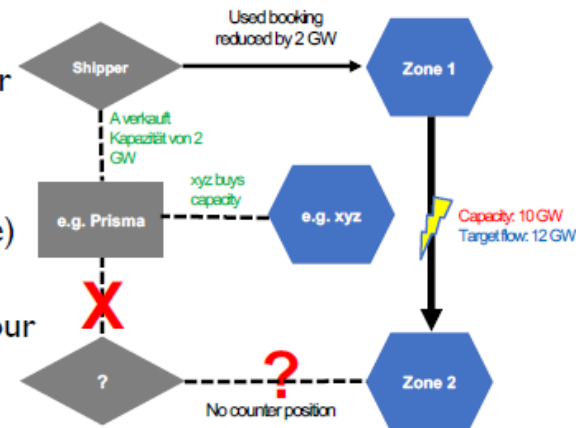 Used booking
reduced by 2 GW
Shipper
Zone 1
r
A verkauft
Kapazität von 2
GW
xyz buys
capacity
e.g. Prisma
e.g. xyz
Capacity: 10 GW
Target flow: 12 GW
e)
X
our
?
?
Zone 2
No counter position